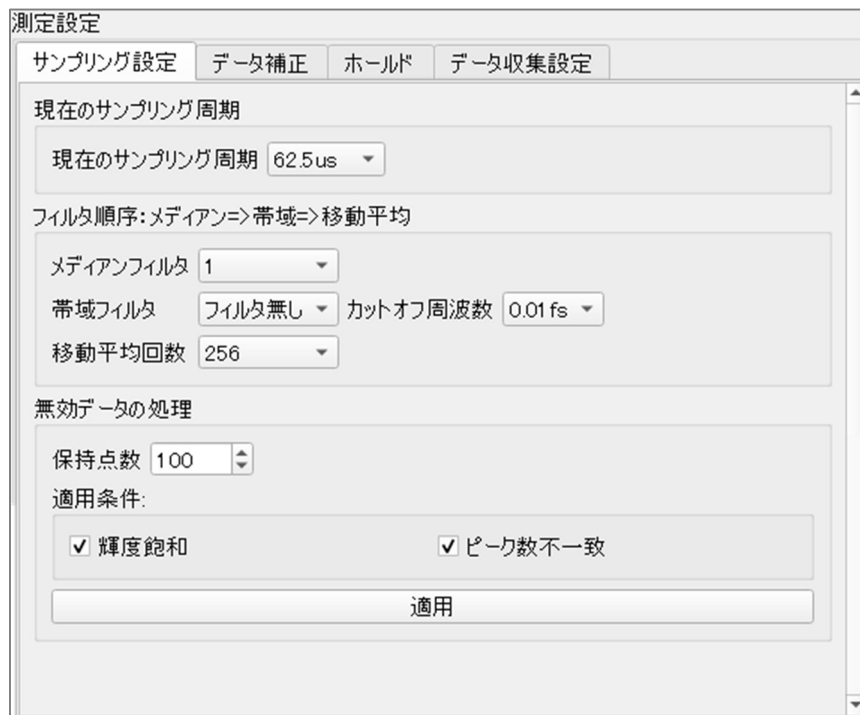 測定設定
サンプリング設定 データ補正 ホールド データ収集設定
現在のサンプリング周期
現在のサンプリング周期 62.5us
フィルタ順序:メディアン=>帯域=>移動平均
メディアンフィルタ 1
帯域フィルタ フィルタ無し カットオフ周波数 0.01fs
移動平均回数 256
無効データの処理
保持点数 100
適用条件:
輝度飽和 ピーク数不一致
適用